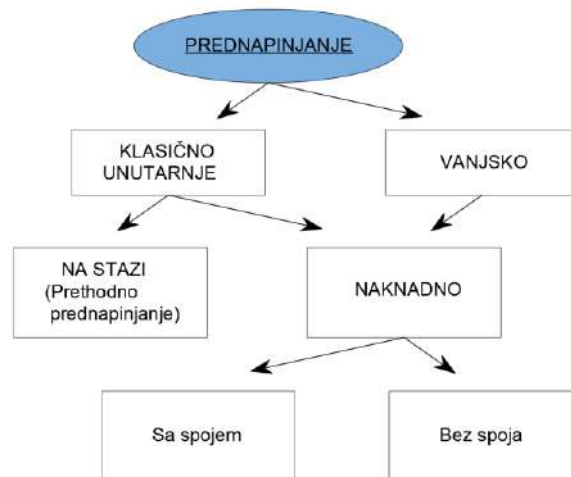 PREDNAPINJANJE
KLASIČNO
UNUTARNJE
VANJSKO
NA STAZI
(Prethodno
prednapinjanje)
NAKNADNO
Sa spojem
Bez spoja